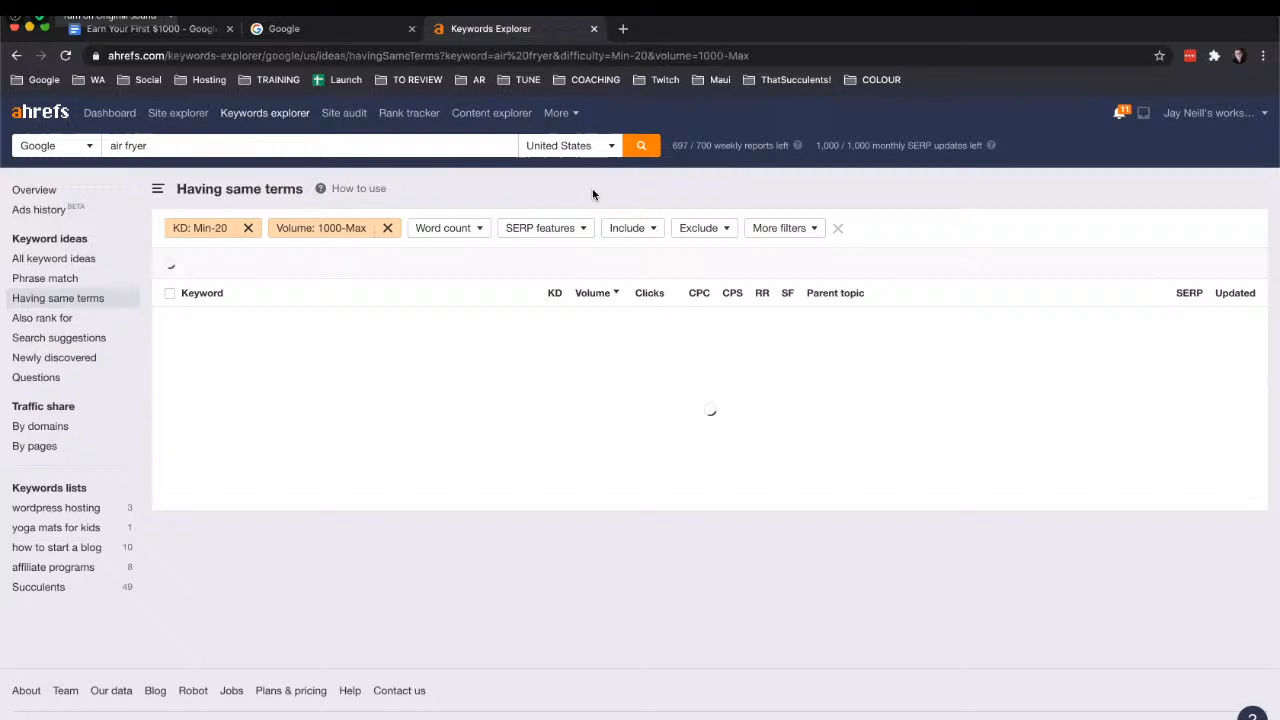 Turn on Original Sound
Earn Your First $1000 - Googl
Google
Keywords Explorer
ahrefs.com/keywords-explorer/google/us/ideas/havingSameTerms?keyword=air%20fryer&difficulty=Min-20&volume=1000-Max
Google WA Social Hosting TRAINING Launch TO REVIEW AR TUNE COACHING Twitch Maui ThatSucculents! COLOUR
ahrefs Dashboard Site explorer Keywords explorer Site audit Rank tracker Content explorer More 11 Jay Neill's works...
Google air fryer United States 697 / 700 weekly reports left ? 1,000 / 1,000 monthly SERP updates left ?
Overview
Ads history BETA
Keyword ideas
All keyword ideas
Phrase match
Having same terms
Also rank for
Search suggestions
Newly discovered
Questions
Traffic share
By domains
By pages
Keywords lists
wordpress hosting 3
yoga mats for kids 1
how to start a blog 10
affiliate programs 8
Succulents 49
Having same terms ? How to use
KD: Min-20 Volume: 1000-Max Word count SERP features Include Exclude More filters
Keyword KD Volume Clicks CPC CPS RR SF Parent topic SERP Updated
About Team Our data Blog Robot Jobs Plans & pricing Help Contact us
?